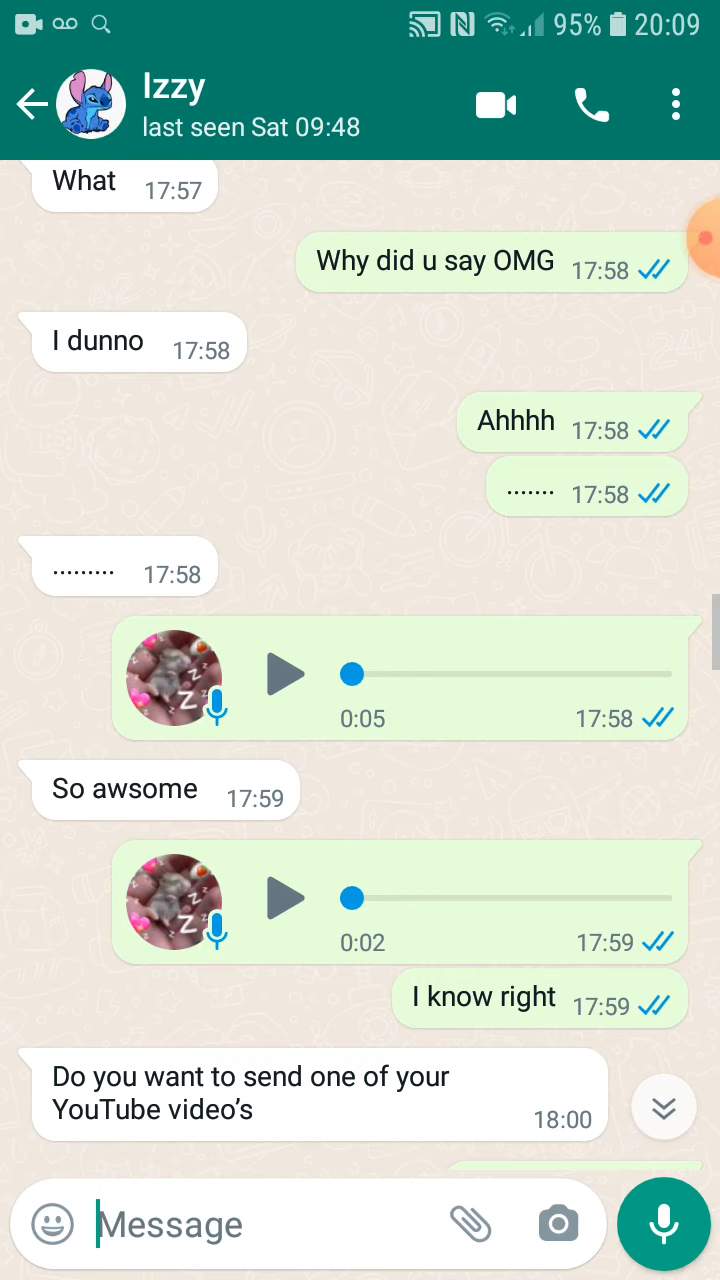 95% 20:09
Izzy
last seen Sat 09:48
What 17:57
Why did u say OMG 17:58
I dunno 17:58
Ahhhh 17:58
....... 17:58
......... 17:58
z z Z z
0:05 17:58
So awsome 17:59
z z Z z
0:02 17:59
I know right 17:59
Do you want to send one of your
YouTube video's 18:00
Message